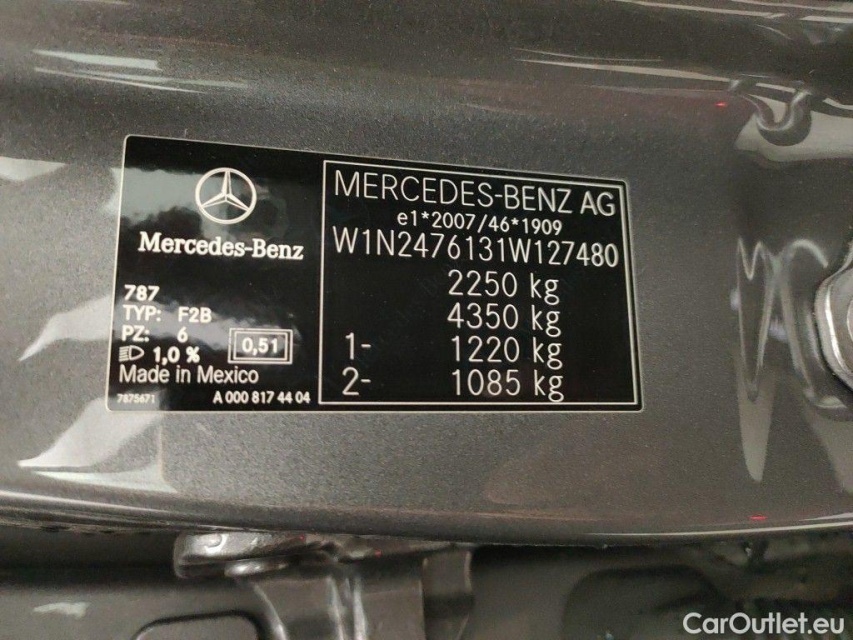 Mercedes-Benz
787
TYP: F2B
PZ: 6
0,51
1,0 %
Made in Mexico
7875671
A 000 817 44 04
MERCEDES-BENZ AG
e1*2007/46*1909
W1N2476131W127480
2250 kg
4350 kg
1- 1220 kg
2- 1085 kg
CarOutlet.eu